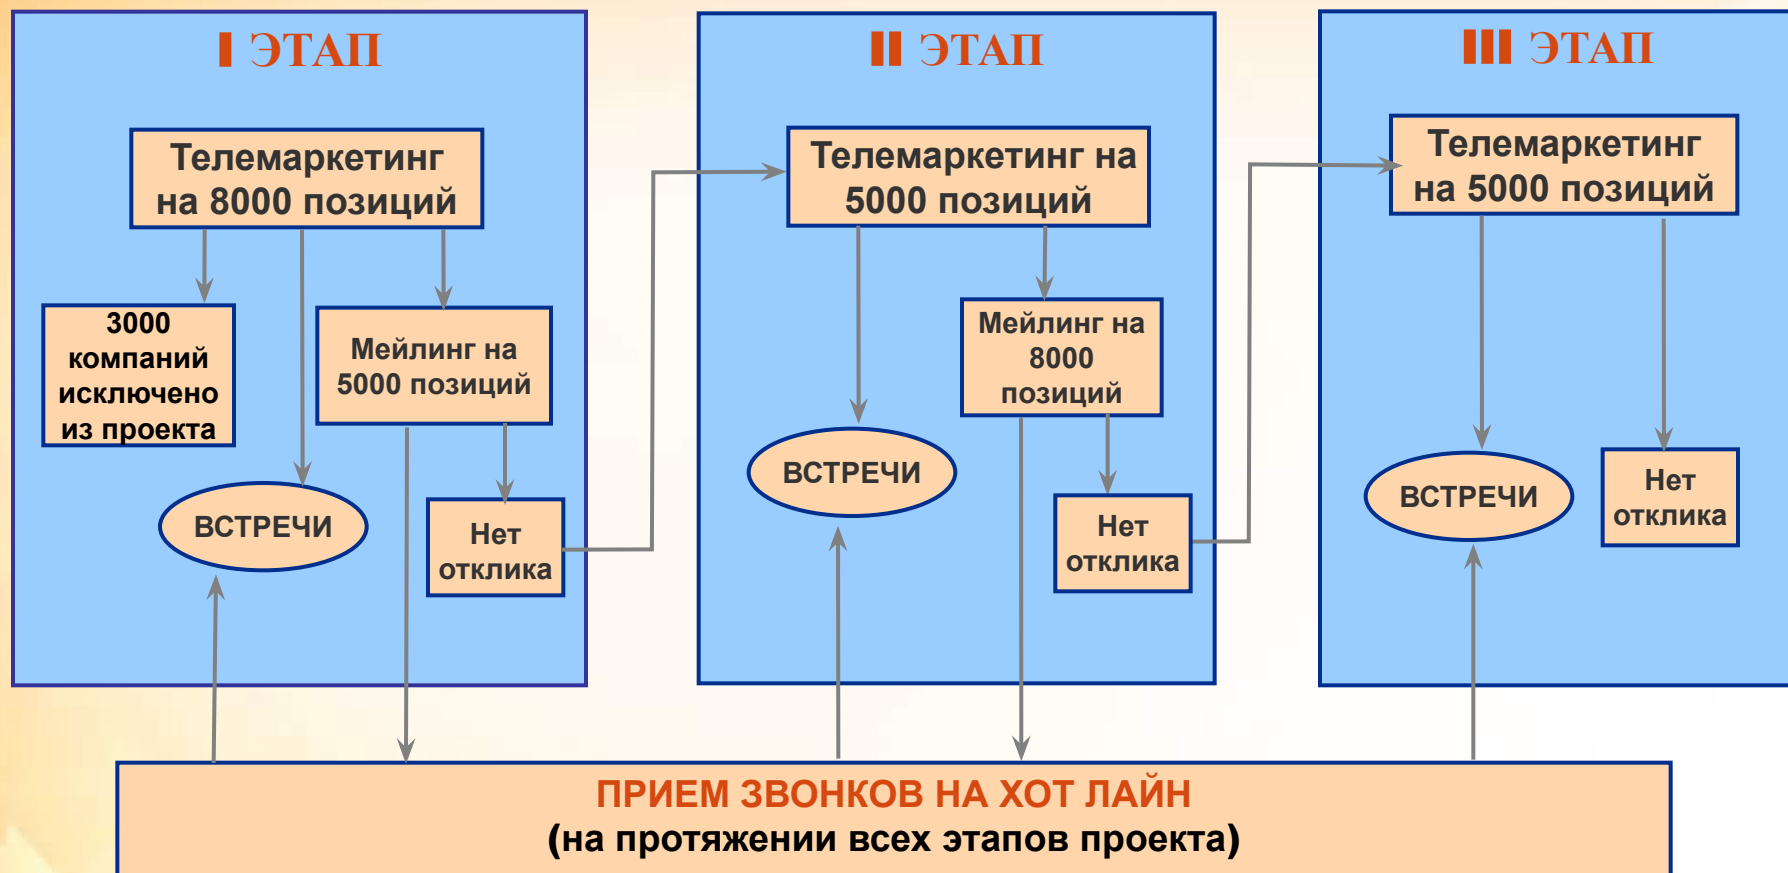 I ЭТАП
Телемаркетинг
на 8000 позиций
3000
компаний
исключено
из проекта
Мейлинг на
5000 позиций
ВСТРЕЧИ
Нет
отклика
II ЭТАП
Телемаркетинг на
5000 позиций
Мейлинг на
8000
позиций
ВСТРЕЧИ
Нет
отклика
III ЭТАП
Телемаркетинг
на 5000 позиций
ВСТРЕЧИ
Нет
отклика
ПРИЕМ ЗВОНКОВ НА ХОТ ЛАЙН
(на протяжении всех этапов проекта)